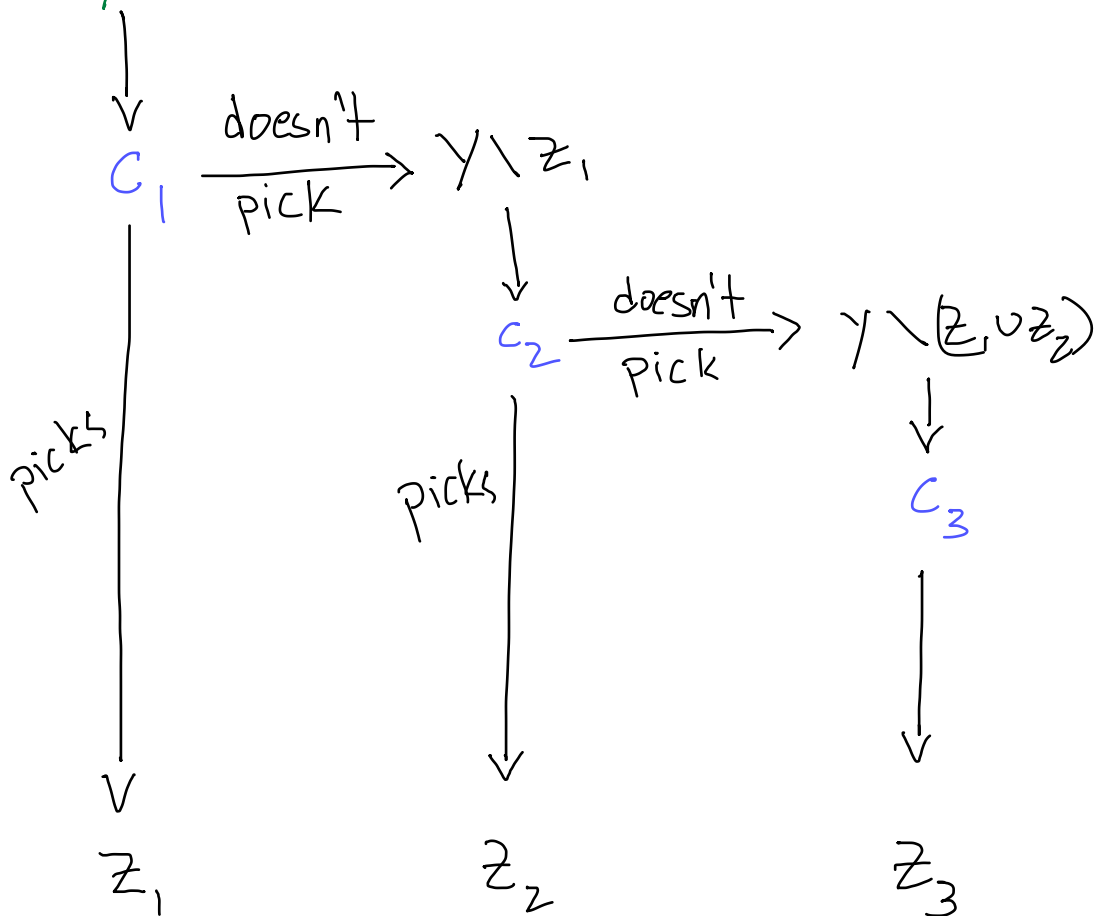 doesn't
C₁ Y \ Z₁
pick
doesn't
C₂ Y \ (Z₁ ∪ Z₂)
pick
picks
picks
C₃
Z₁ Z₂ Z₃